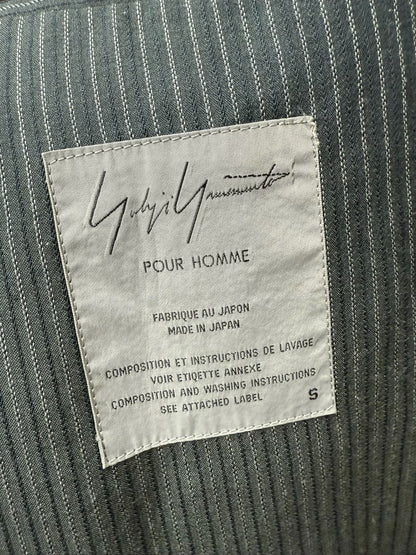 Yohji Yamamoto
POUR HOMME
FABRIQUE AU JAPON
MADE IN JAPAN
COMPOSITION ET INSTRUCTIONS DE LAVAGE
VOIR ETIQETTE ANNEXE
COMPOSITION AND WASHING INSTRUCTIONS
SEE ATTACHED LABEL
S